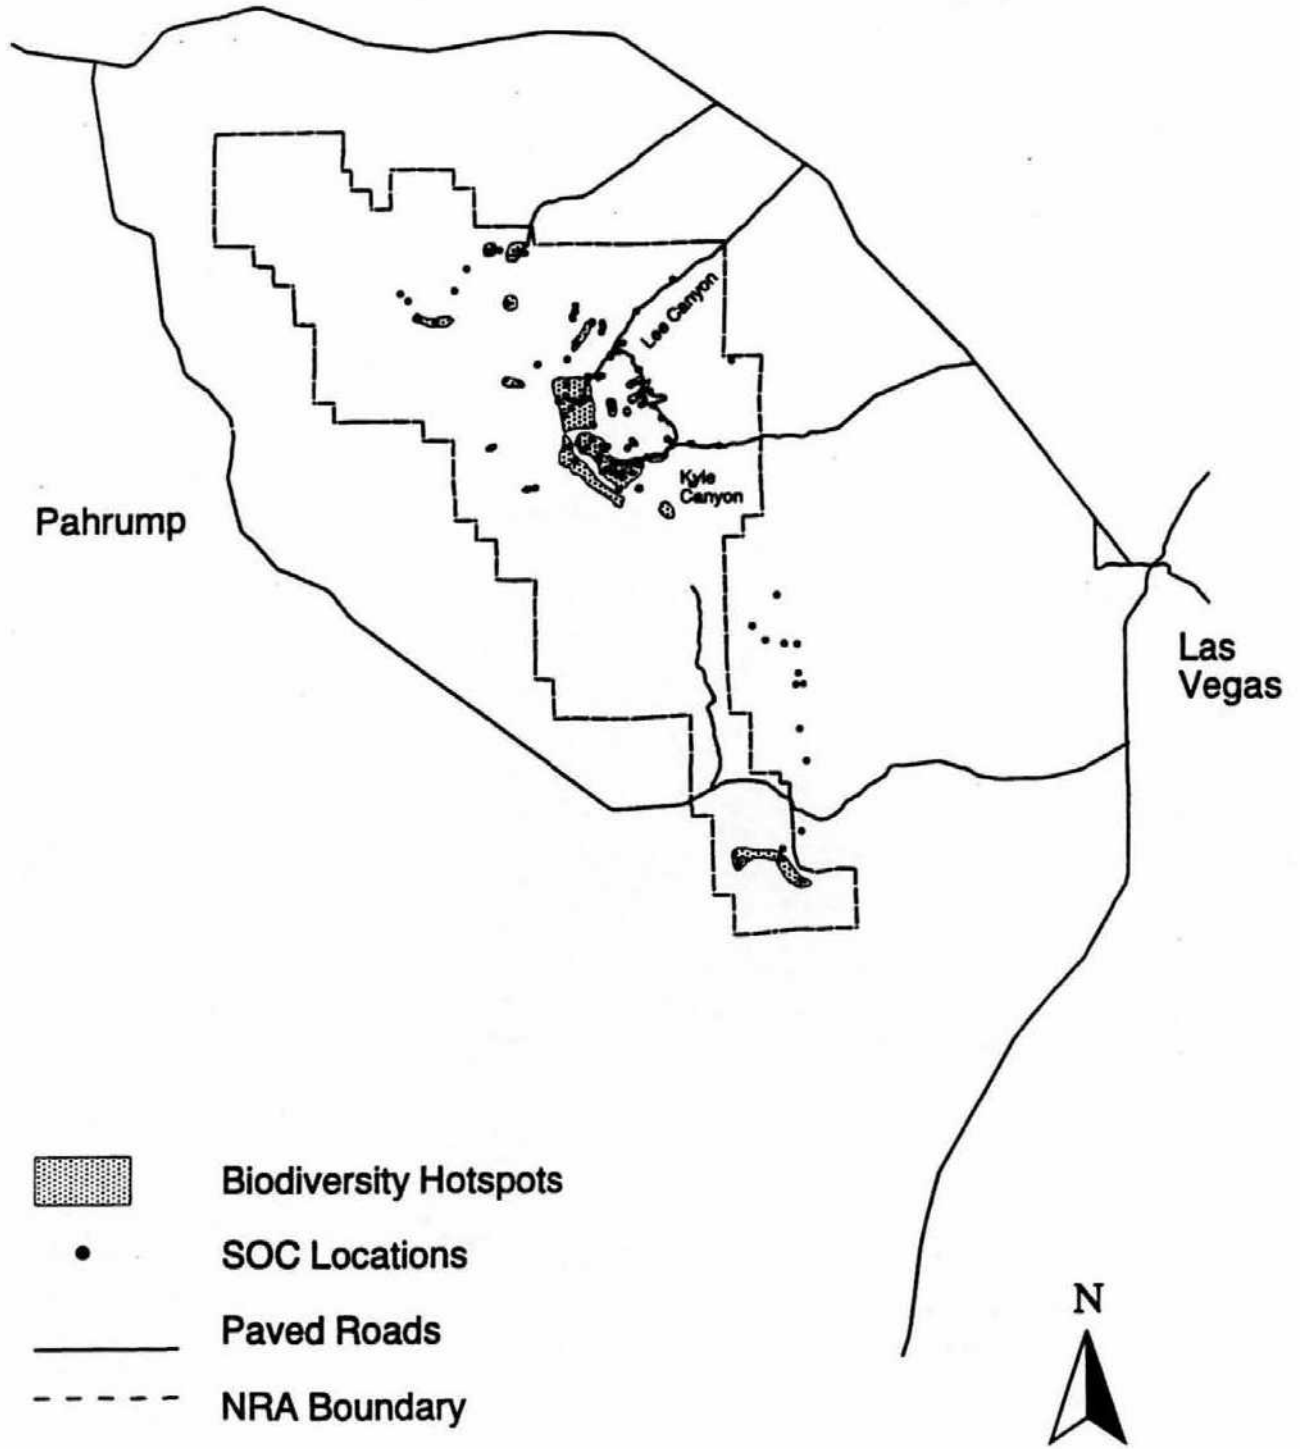 Lee Canyon
Kyle
Canyon
Pahrump
Las
Vegas
Biodiversity Hotspots
SOC Locations
Paved Roads
NRA Boundary
N